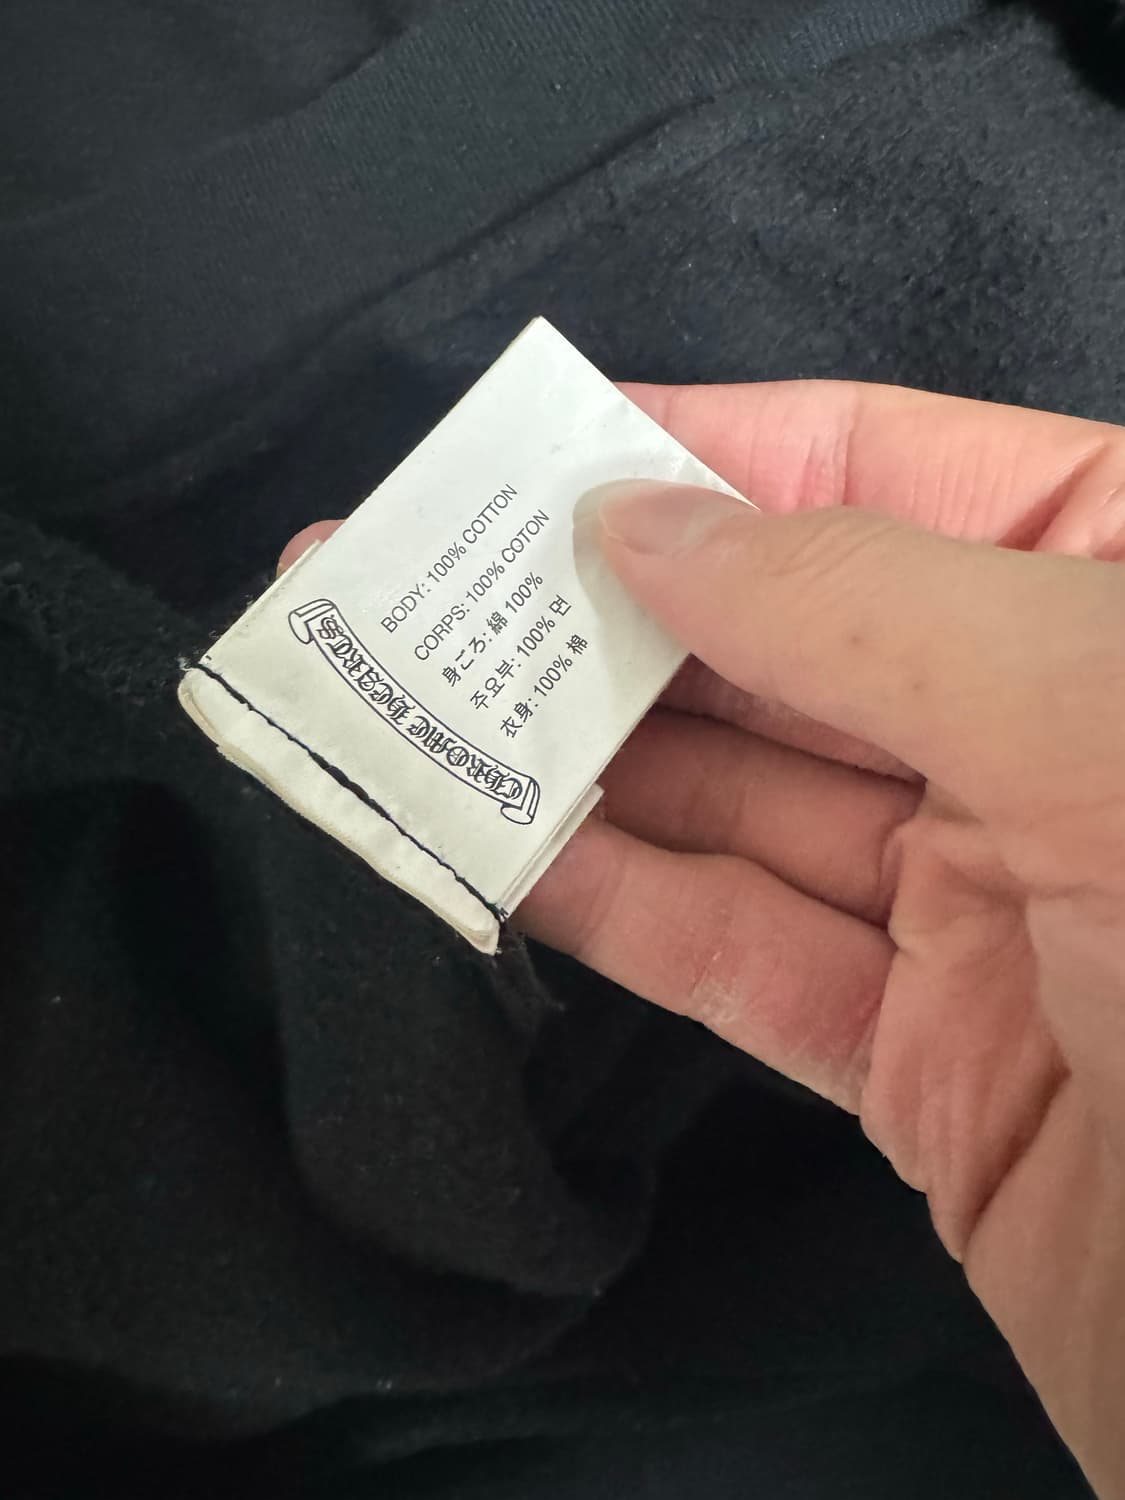 BODY: 100% COTTON
CORPS: 100% COTON
身ごろ: 綿 100%
주요부: 100% 면
衣身: 100% 棉
CHROME HEARTS